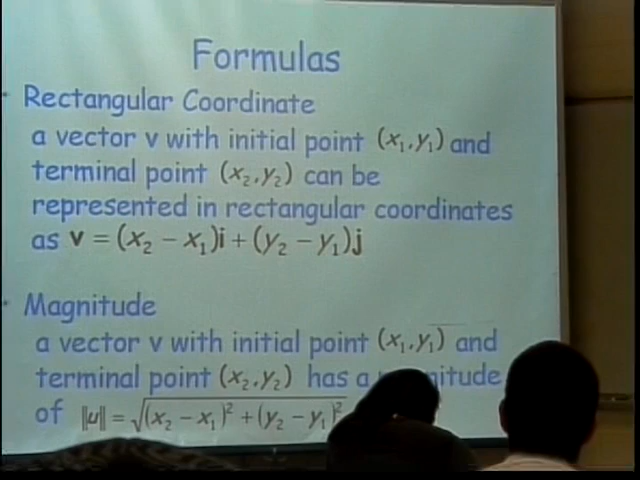 Formulas
Rectangular Coordinate
a vector v with initial point (x₁,y₁) and
terminal point (x₂,y₂) can be
represented in rectangular coordinates
as v = (x₂ − x₁)i + (y₂ − y₁)j
Magnitude
a vector v with initial point (x₁,y₁) and
terminal point (x₂,y₂) has a
of ‖u‖ = √(x₂ − x₁)² + (y₂ − y₁)²